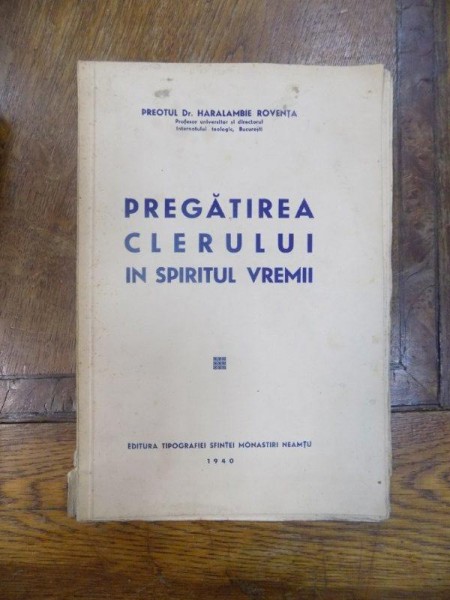 PREOTUL Dr. HARALAMBIE ROVENȚA
Profesor universitar și directorul
Internatului teologic, București
PREGĂTIREA
CLERULUI
IN SPIRITUL VREMII
EDITURA TIPOGRAFIEI SFINTEI MONASTIRI NEAMȚU
1940